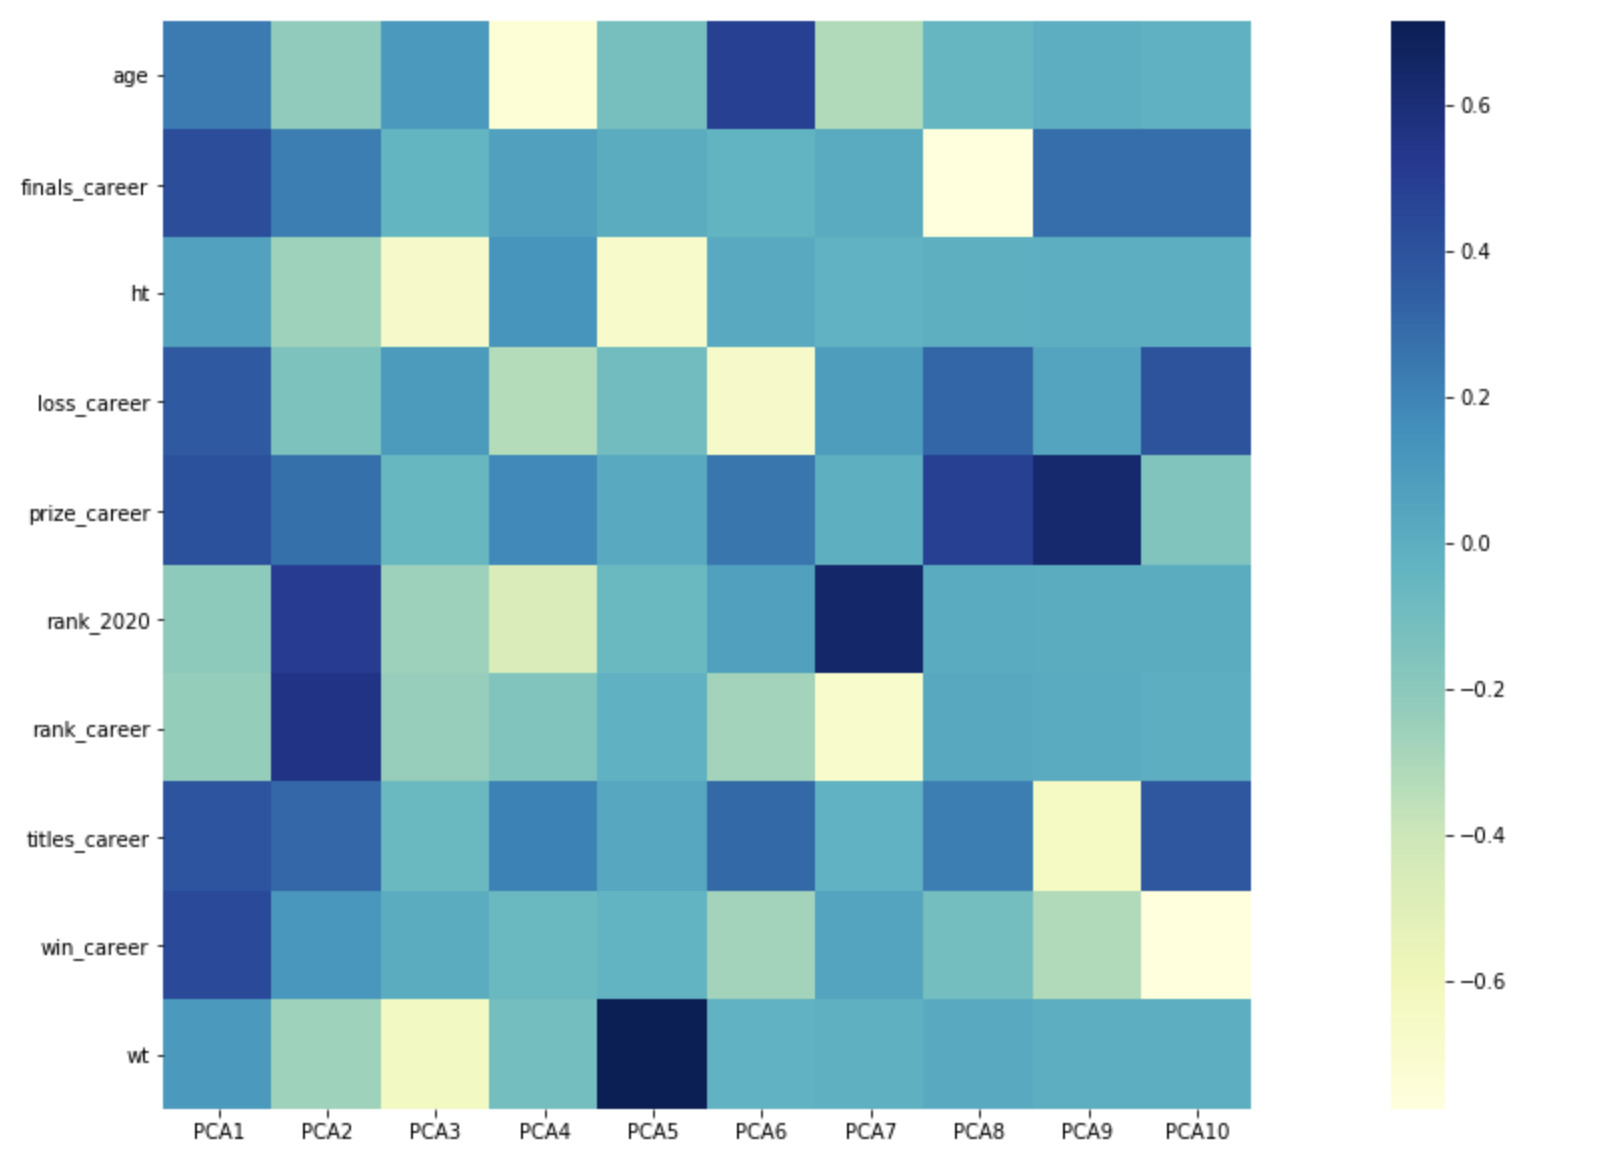 age
finals_career
ht
loss_career
prize_career
rank_2020
rank_career
titles_career
win_career
wt
PCA1 PCA2 PCA3 PCA4 PCA5 PCA6 PCA7 PCA8 PCA9 PCA10
0.6
0.4
0.2
0.0
−0.2
−0.4
−0.6